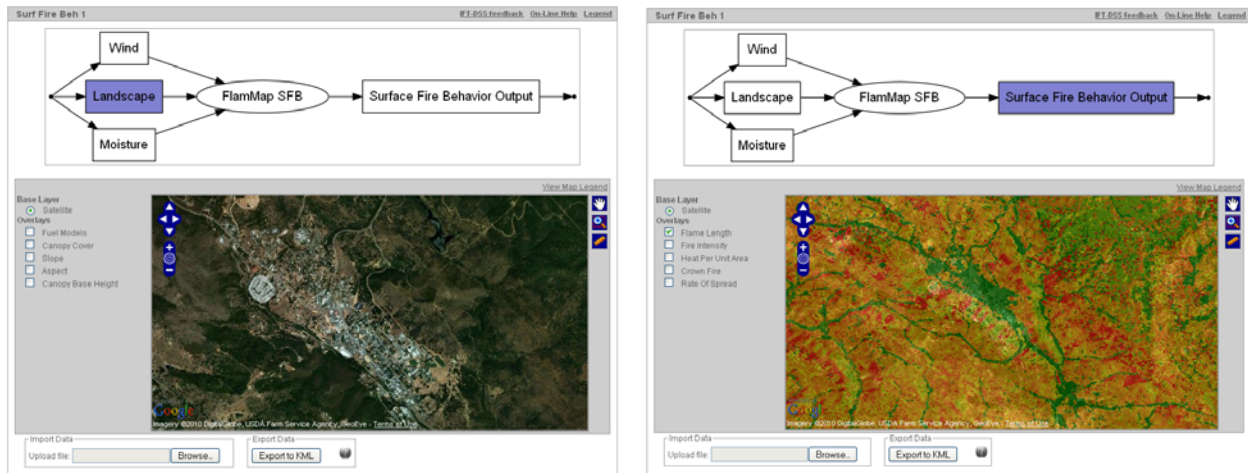 Surf Fire Beh 1
IFT-DSS feedback On-Line Help Legend
Wind
Landscape
FlamMap SFB
Surface Fire Behavior Output
Moisture
View Map Legend
Base Layer
Satellite
Overlays
Fuel Models
Canopy Cover
Slope
Aspect
Canopy Base Height
Google
Imagery ©2010 DigitalGlobe, USDA Farm Service Agency, GeoEye - Terms of Use
Import Data
Upload file:
Browse..
Export Data
Export to KML
Surf Fire Beh 1
IFT-DSS feedback On-Line Help Legend
Wind
Landscape
FlamMap SFB
Surface Fire Behavior Output
Moisture
View Map Legend
Base Layer
Satellite
Overlays
Flame Length
Fire Intensity
Heat Per Unit Area
Crown Fire
Rate Of Spread
Google
Imagery ©2010 DigitalGlobe, USDA Farm Service Agency, GeoEye - Terms of Use
Import Data
Upload file:
Browse..
Export Data
Export to KML